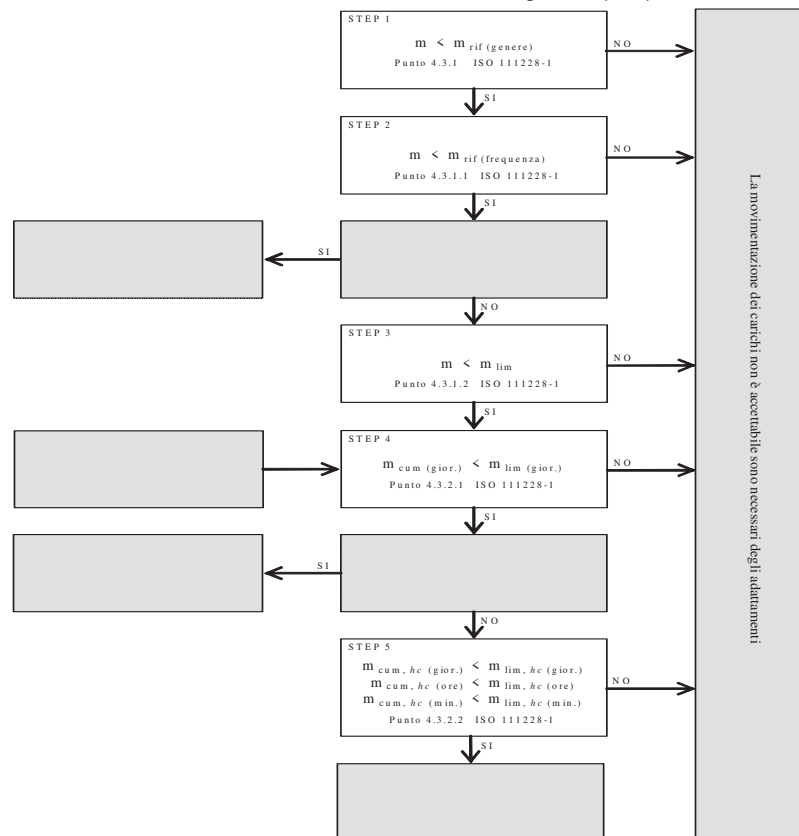 STEP 1
m < m rif (genere)
Punto 4.3.1 ISO 111228-1
NO
SI
STEP 2
m < m rif (frequenza)
Punto 4.3.1.1 ISO 111228-1
NO
SI
SI
NO
STEP 3
m < m lim
Punto 4.3.1.2 ISO 111228-1
NO
SI
STEP 4
m cum (gior.) < m lim (gior.)
Punto 4.3.2.1 ISO 111228-1
NO
SI
SI
NO
STEP 5
m cum, hc (gior.) < m lim, hc (gior.)
m cum, hc (ore) < m lim, hc (ore)
m cum, hc (min.) < m lim, hc (min.)
Punto 4.3.2.2 ISO 111228-1
NO
SI
La movimentazione dei carichi non è accettabile sono necessari degli adattamenti